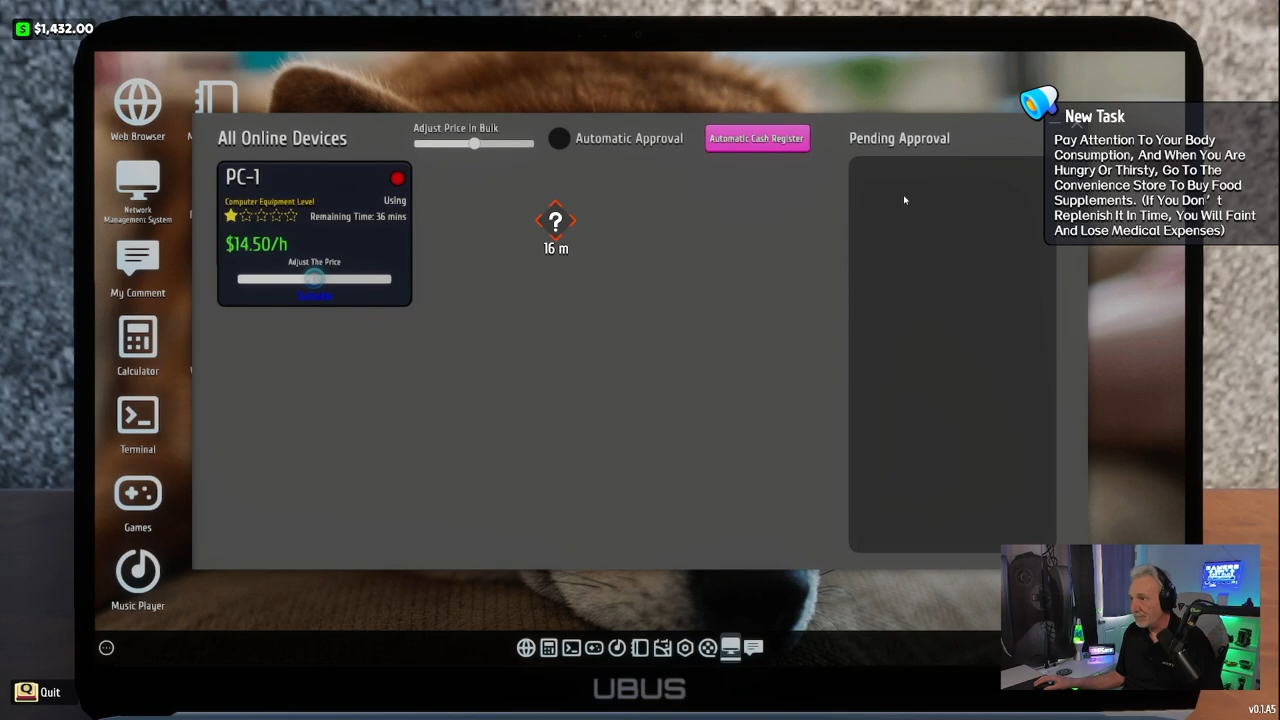 $1,432.00
Web Browser
Network
Management System
My Comment
Calculator
Terminal
Games
Music Player
All Online Devices
Adjust Price In Bulk
Automatic Approval
Automatic Cash Register
Pending Approval
PC-1
Computer Equipment Level
Using
Remaining Time: 36 mins
$14.50/h
Adjust The Price
?
16 m
New Task
Pay Attention To Your Body
Consumption, And When You Are
Hungry Or Thirsty, Go To The
Convenience Store To Buy Food
Supplements. (If You Don't
Replenish It In Time, You Will Faint
And Lose Medical Expenses)
UBUS
Q Quit
v0.1.A5